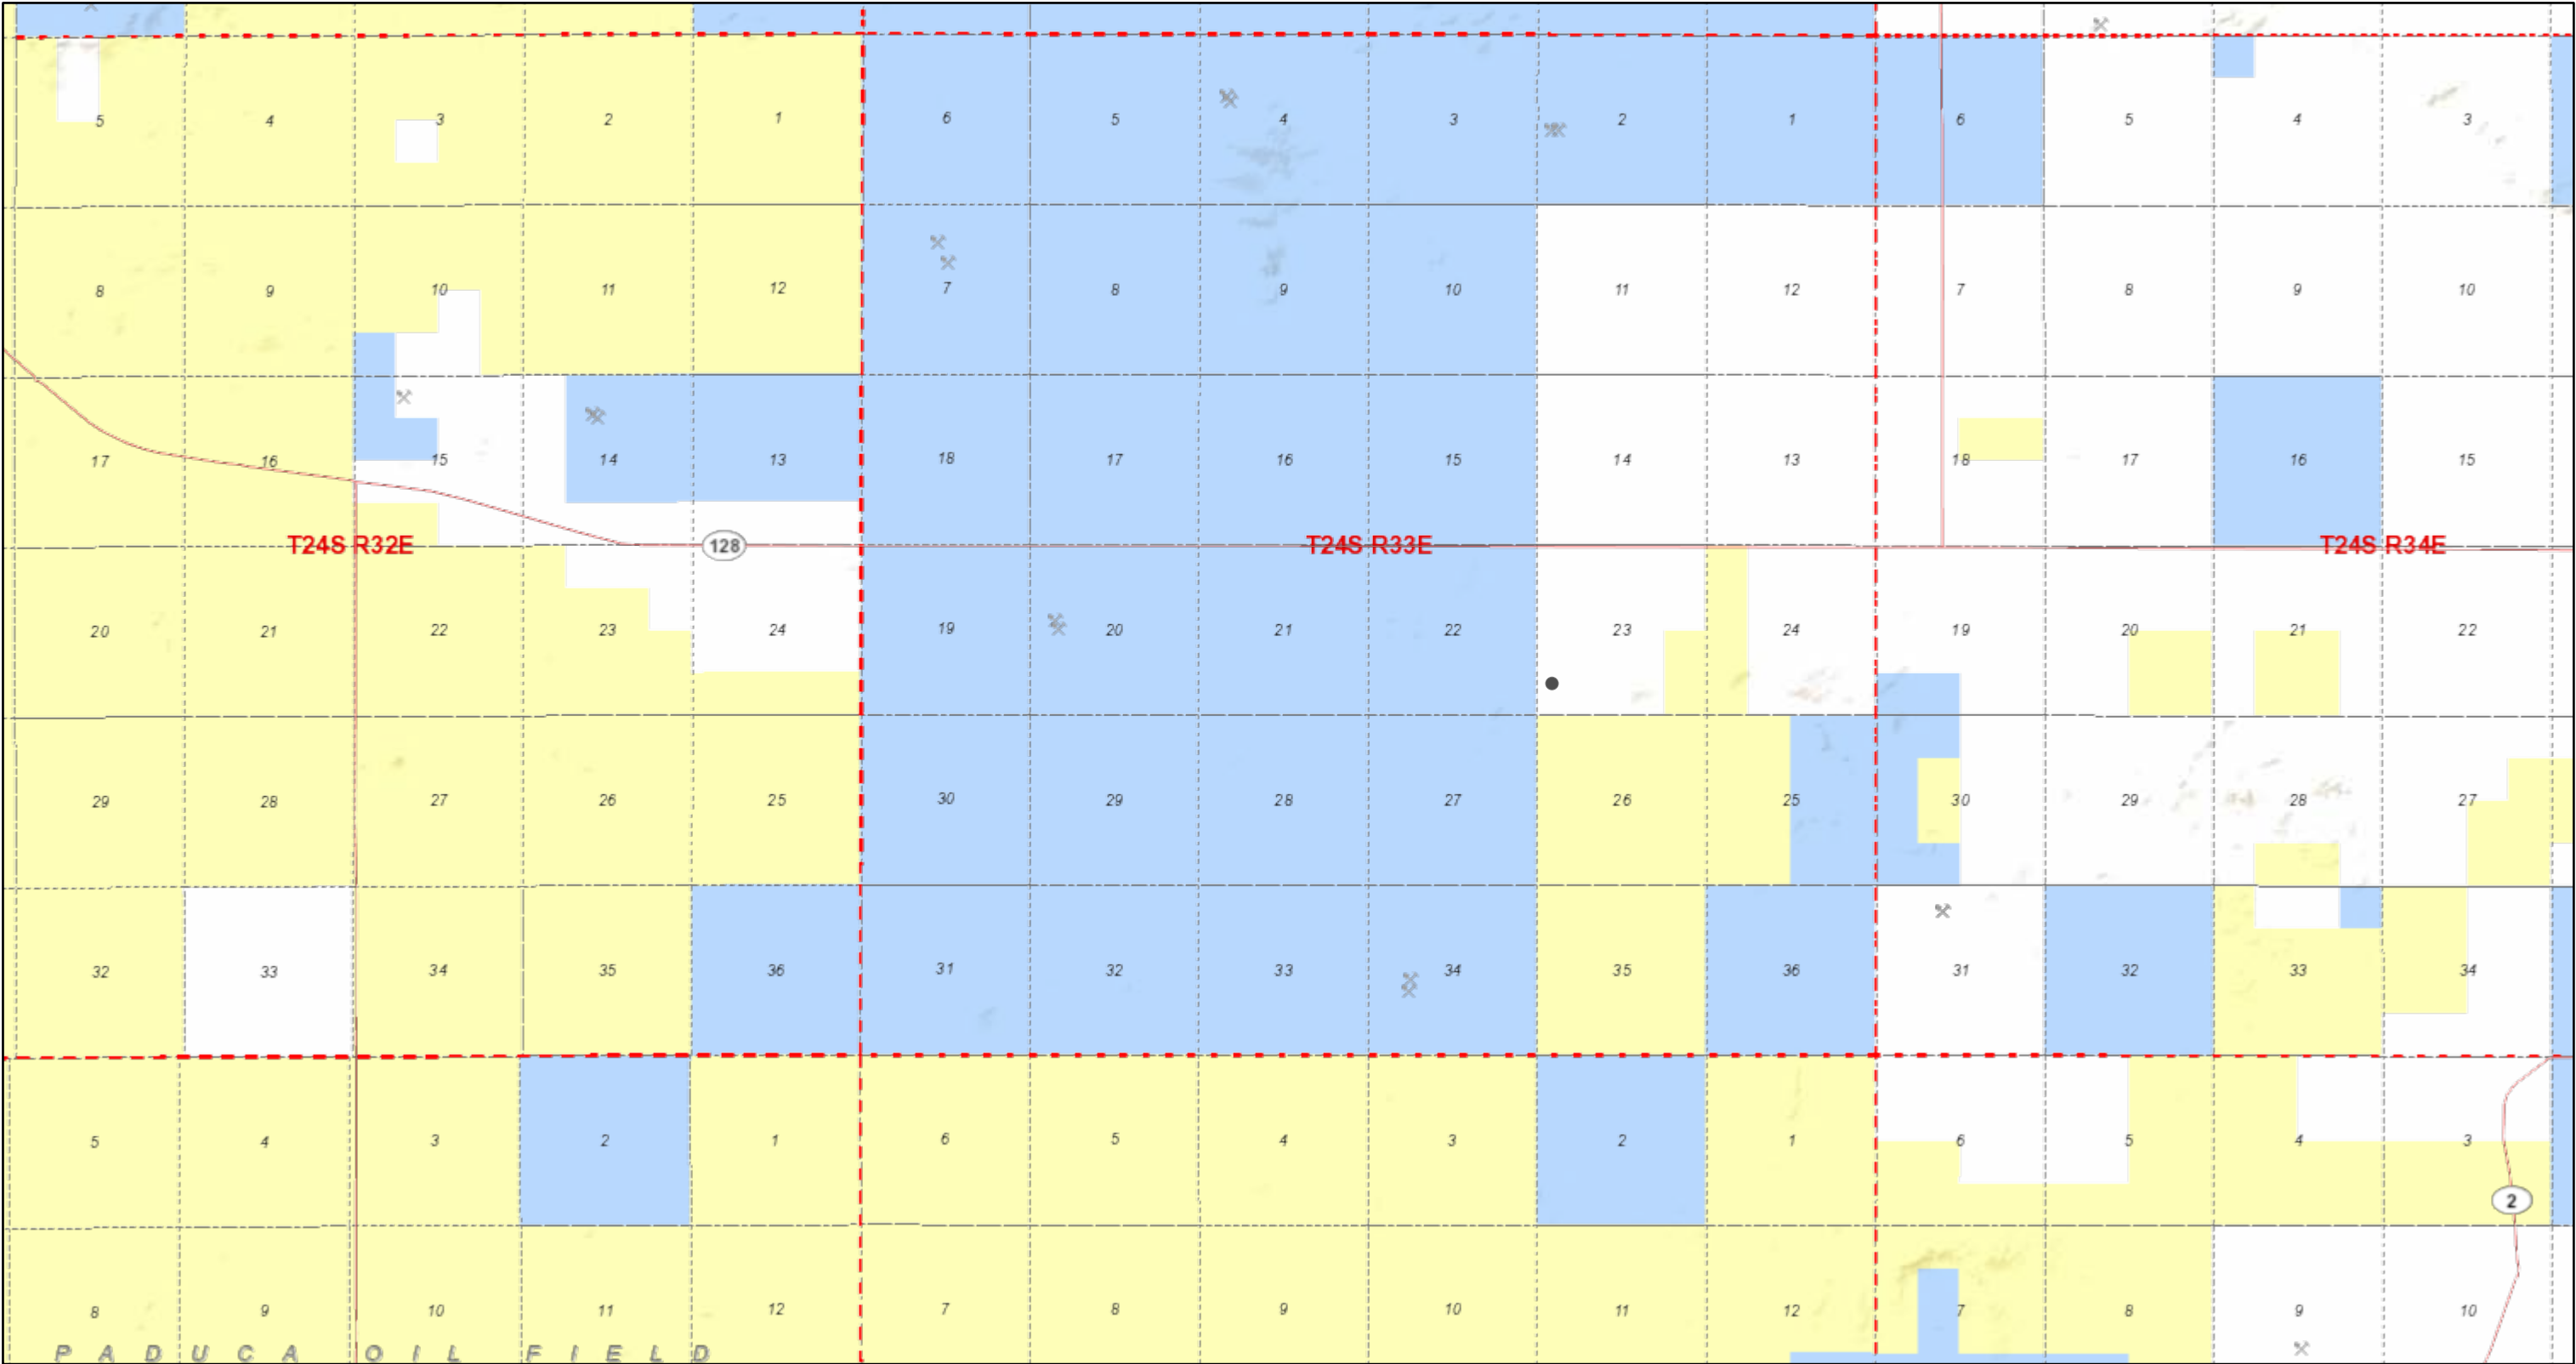 5 4 3 2 1 6 5 4 3 2 1 6 5 4 3
8 9 10 11 12 7 8 9 10 11 12 7 8 9 10
17 16 15 14 13 18 17 16 15 14 13 18 17 16 15
T24S R32E 128 T24S R33E T24S R34E
20 21 22 23 24 19 20 21 22 23 24 19 20 21 22
29 28 27 26 25 30 29 28 27 26 25 30 29 28 27
32 33 34 35 36 31 32 33 34 35 36 31 32 33 34
5 4 3 2 1 6 5 4 3 2 1 6 5 4 3
2
8 9 10 11 12 7 8 9 10 11 12 7 8 9 10
PADUCA OIL FIELD